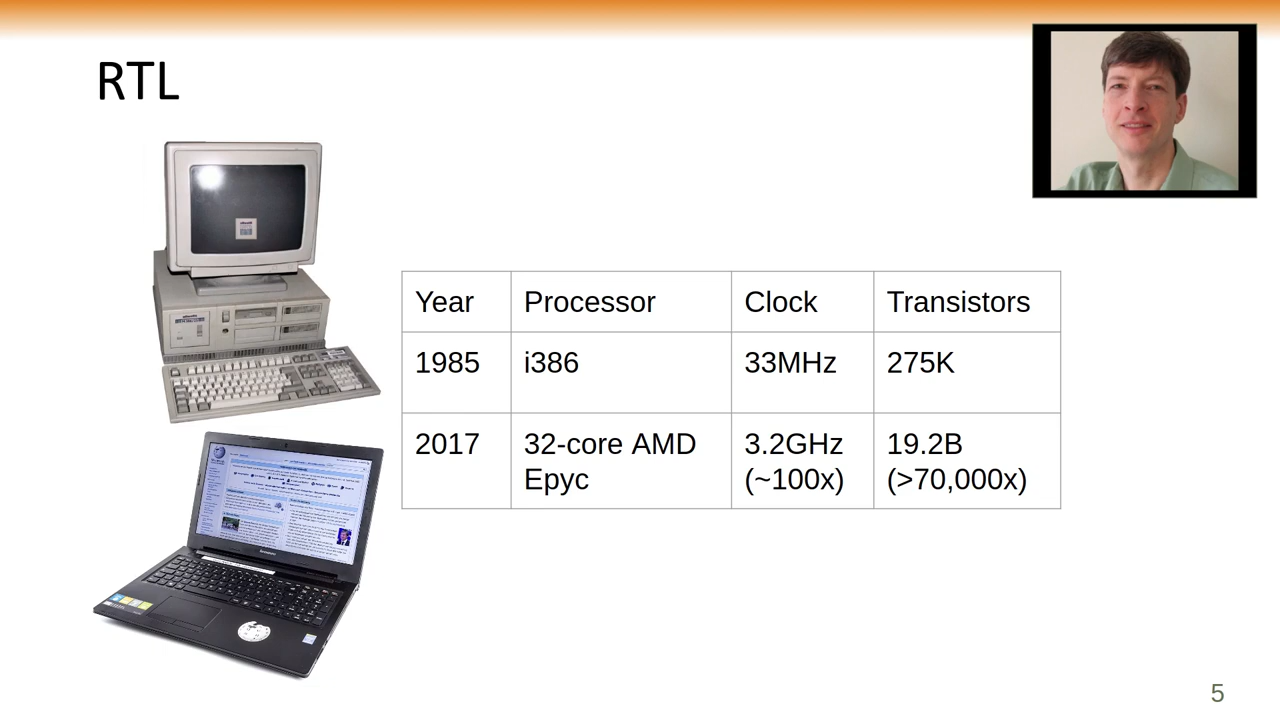 RTL
Year Processor Clock Transistors
1985 i386 33MHz 275K
2017 32-core AMD 3.2GHz 19.2B
Epyc (~100x) (>70,000x)
5